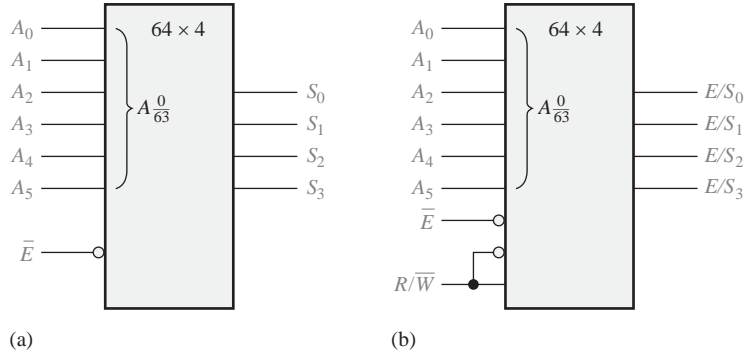 A0
A1
A2
A3
A4
A5
E̅
64 × 4
A 0/63
S0
S1
S2
S3
(a)
A0
A1
A2
A3
A4
A5
E̅
R/W̅
64 × 4
A 0/63
E/S0
E/S1
E/S2
E/S3
(b)